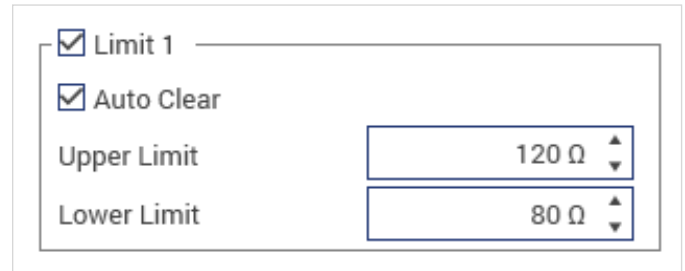 Limit 1
Auto Clear
Upper Limit 120 Ω
Lower Limit 80 Ω